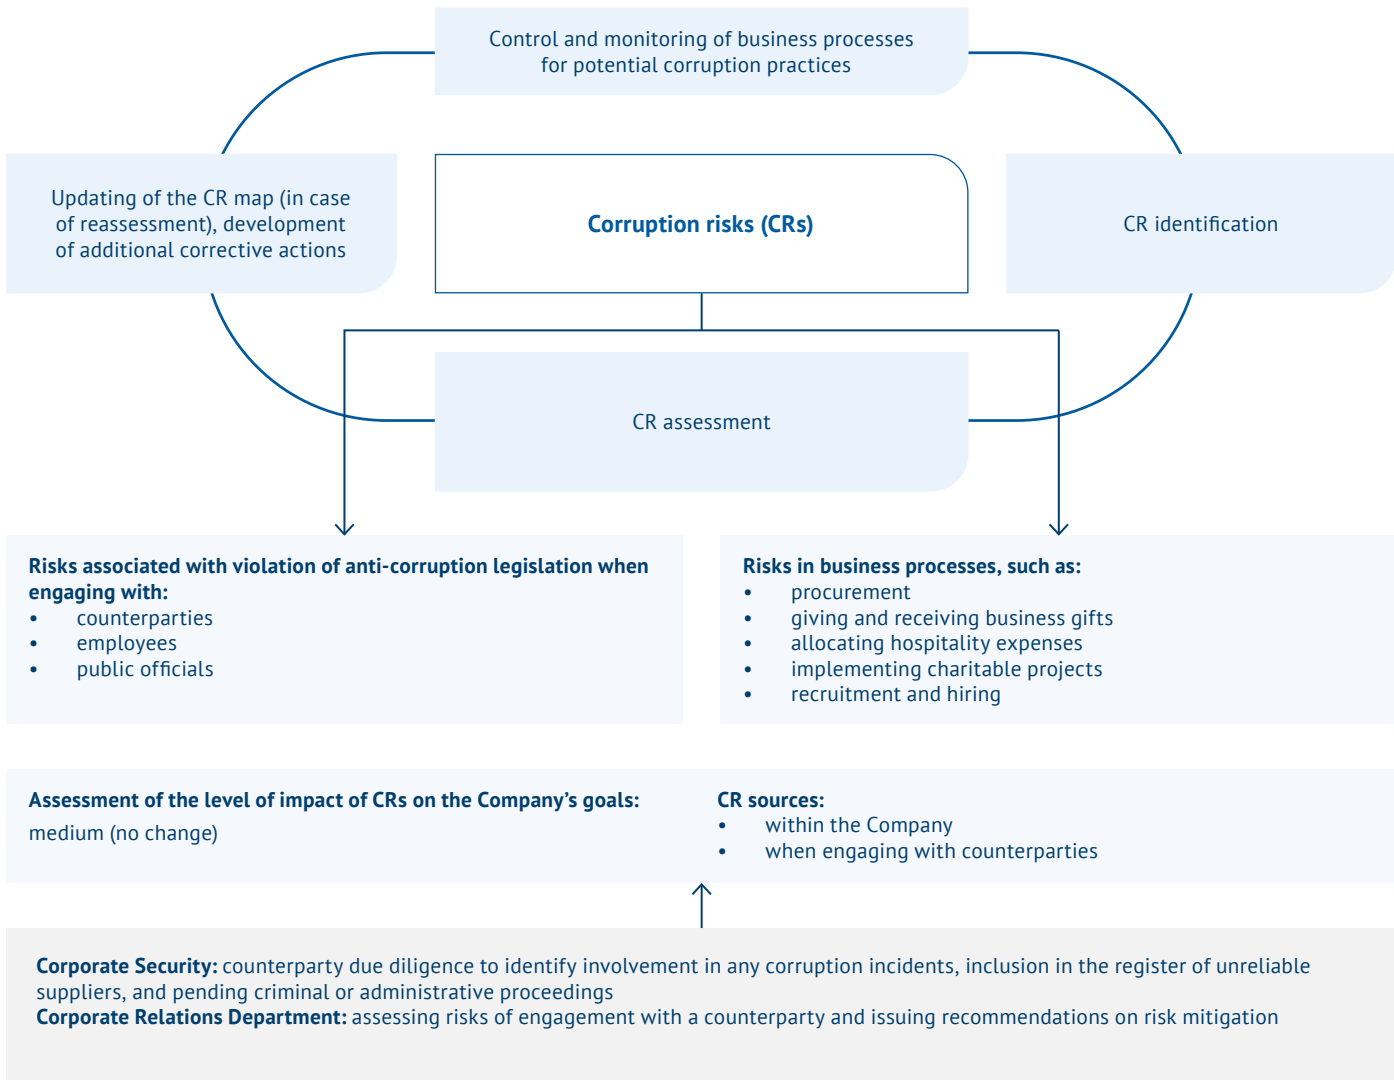 Control and monitoring of business processes
for potential corruption practices
Updating of the CR map (in case
of reassessment), development
of additional corrective actions
Corruption risks (CRs)
CR identification
CR assessment
Risks associated with violation of anti-corruption legislation when
engaging with:
• counterparties
• employees
• public officials
Risks in business processes, such as:
• procurement
• giving and receiving business gifts
• allocating hospitality expenses
• implementing charitable projects
• recruitment and hiring
Assessment of the level of impact of CRs on the Company’s goals:
medium (no change)
CR sources:
• within the Company
• when engaging with counterparties
Corporate Security: counterparty due diligence to identify involvement in any corruption incidents, inclusion in the register of unreliable
suppliers, and pending criminal or administrative proceedings
Corporate Relations Department: assessing risks of engagement with a counterparty and issuing recommendations on risk mitigation